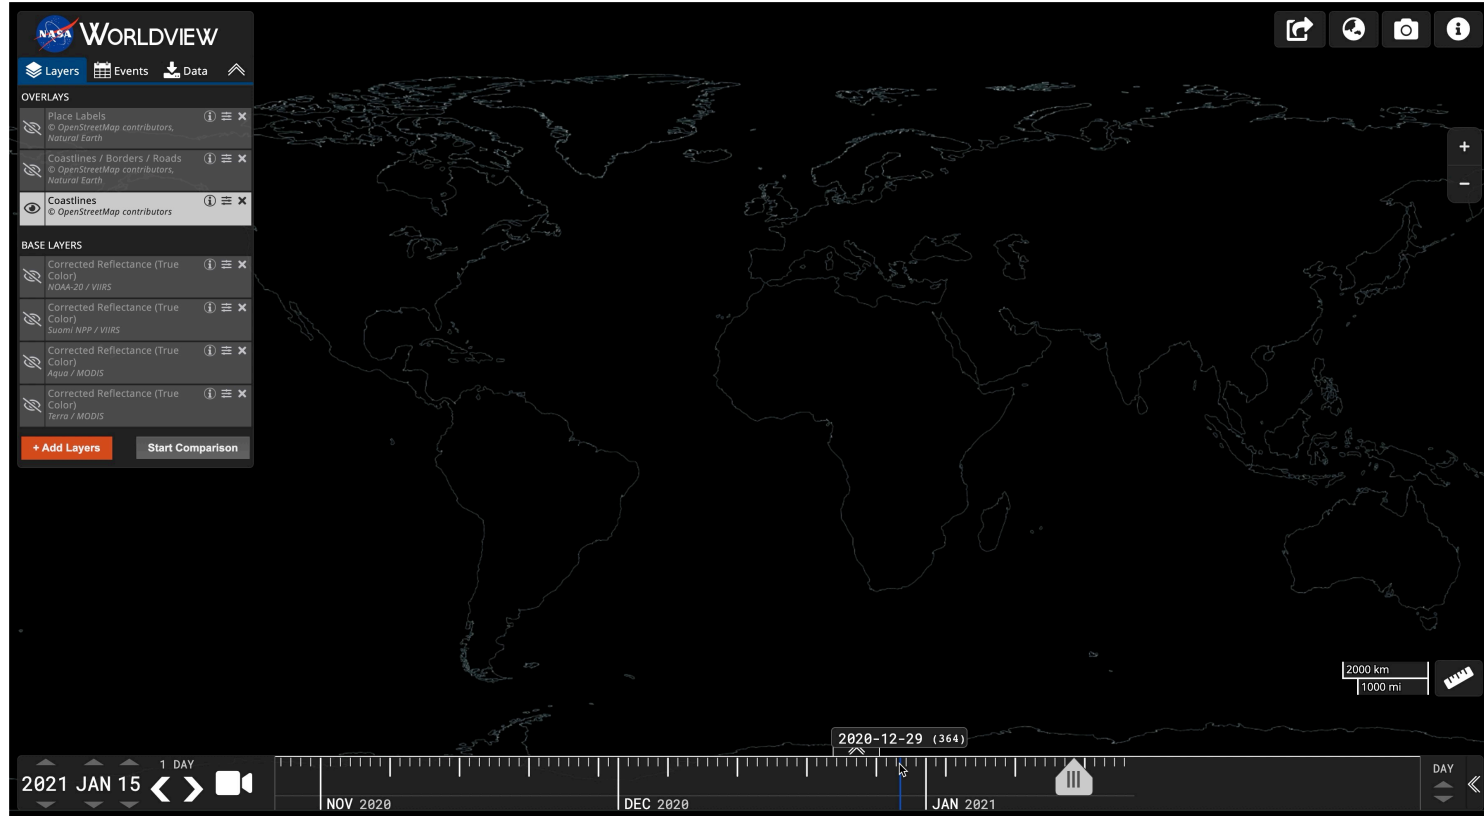 NASA WORLDVIEW
Layers Events Data
OVERLAYS
Place Labels
© OpenStreetMap contributors,
Natural Earth
Coastlines / Borders / Roads
© OpenStreetMap contributors,
Natural Earth
Coastlines
© OpenStreetMap contributors
BASE LAYERS
Corrected Reflectance (True
Color)
NOAA-20 / VIIRS
Corrected Reflectance (True
Color)
Suomi NPP / VIIRS
Corrected Reflectance (True
Color)
Aqua / MODIS
Corrected Reflectance (True
Color)
Terra / MODIS
+ Add Layers Start Comparison
+
−
2000 km
1000 mi
2020-12-29 (364)
1 DAY
2021 JAN 15
NOV 2020 DEC 2020 JAN 2021
DAY